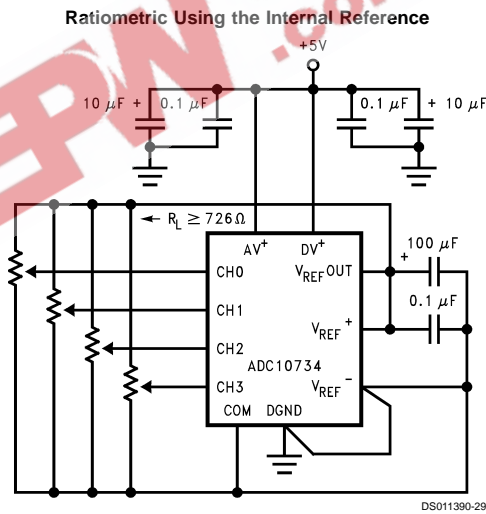 Ratiometric Using the Internal Reference
+5V
10 μF + 0.1 μF
0.1 μF + 10 μF
R_L ≥ 726Ω
AV+ DV+
CH0
CH1
CH2
CH3
V_REF OUT
V_REF +
ADC10734
V_REF −
COM DGND
+
100 μF
0.1 μF
DS011390-29